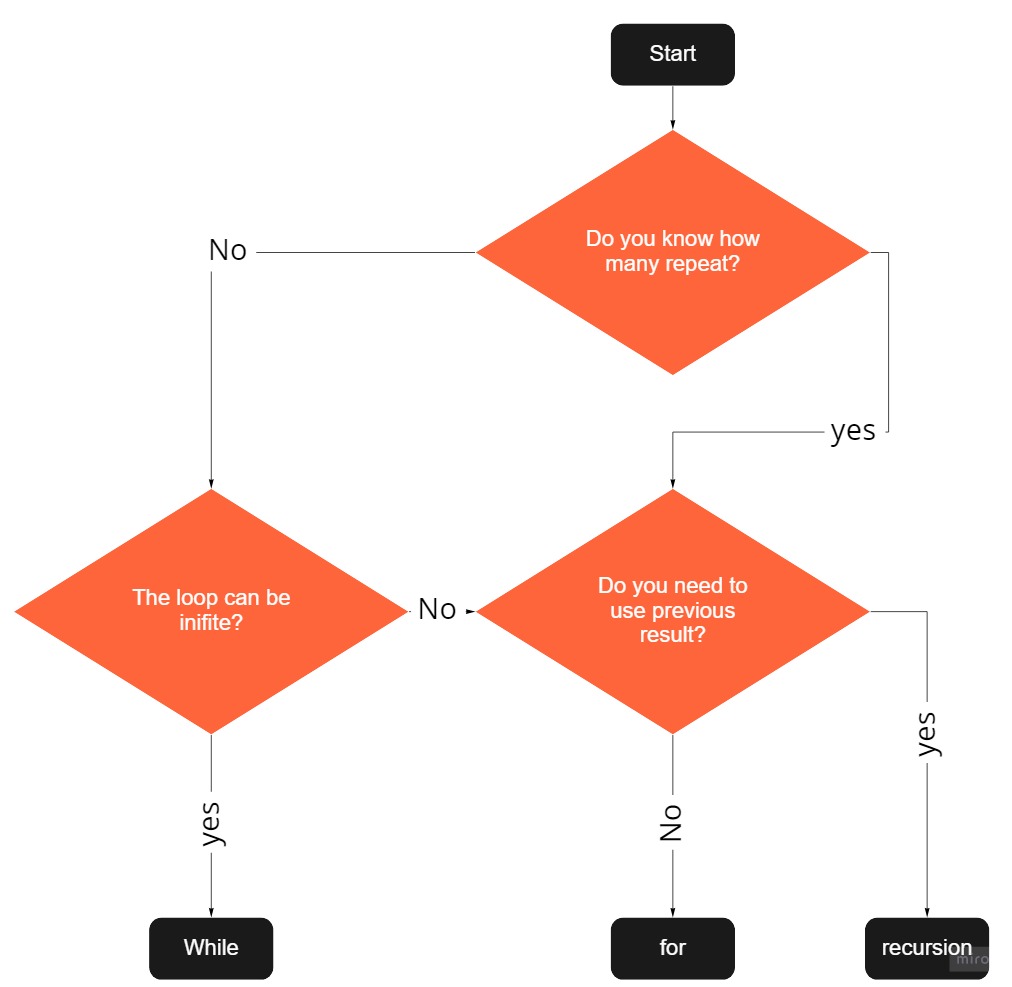 Start
Do you know how
many repeat?
No
yes
The loop can be
inifite?
No
Do you need to
use previous
result?
yes
yes
No
While
for
recursion
miro